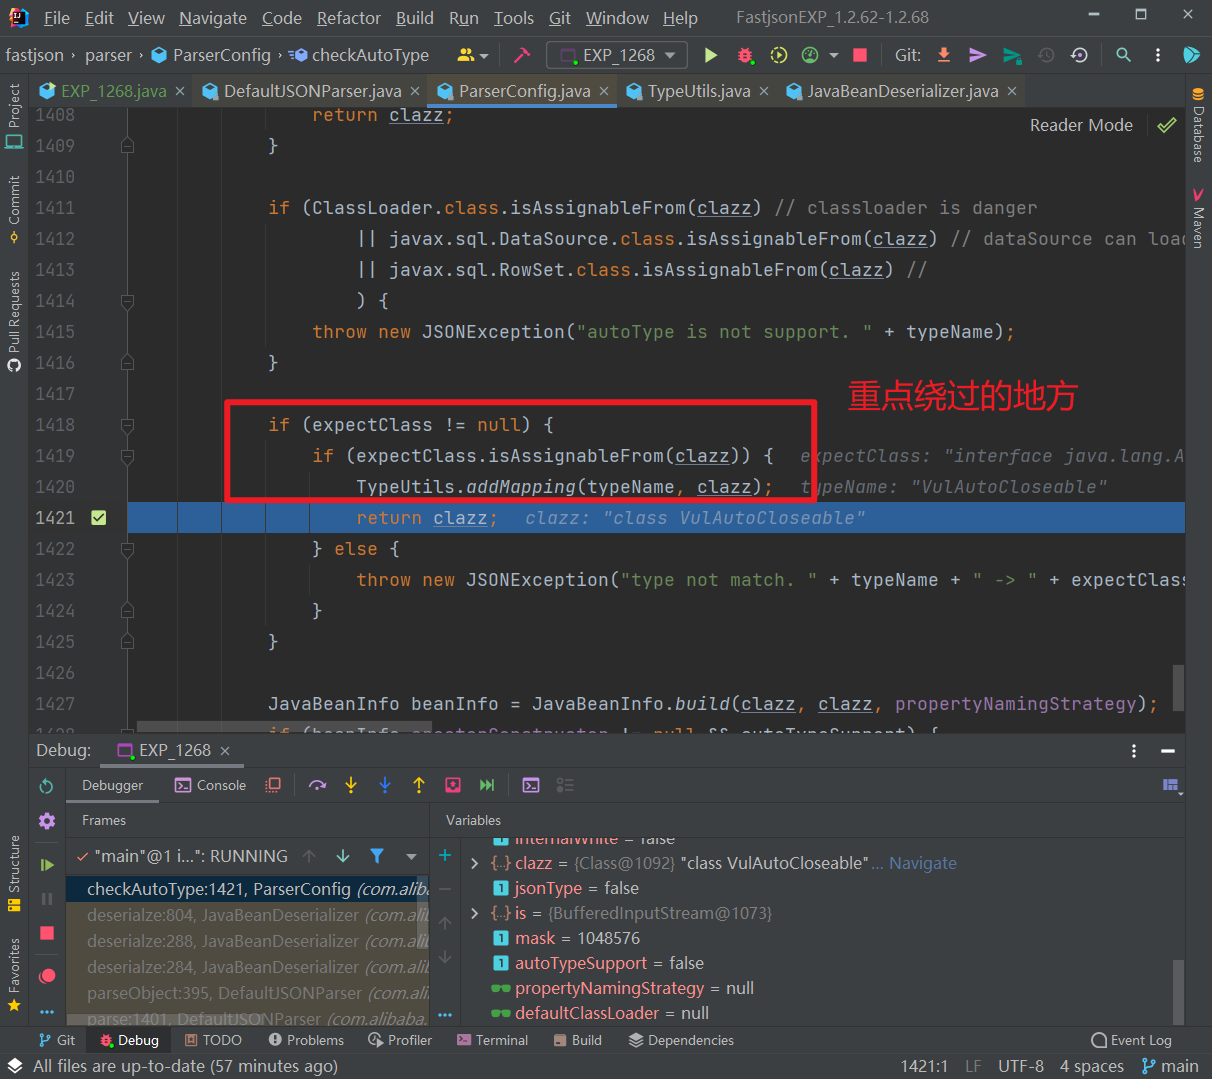 File Edit View Navigate Code Refactor Build Run Tools Git Window Help FastjsonEXP_1.2.62-1.2.68
fastjson › parser › ParserConfig › checkAutoType EXP_1268 Git:
EXP_1268.java × DefaultJSONParser.java × ParserConfig.java × TypeUtils.java × JavaBeanDeserializer.java ×
Project
Commit
Pull Requests
Structure
Favorites
Database
Maven
Reader Mode
1408 return clazz;
1409 }
1410
1411 if (ClassLoader.class.isAssignableFrom(clazz) // classloader is danger
1412 || javax.sql.DataSource.class.isAssignableFrom(clazz) // dataSource can load
1413 || javax.sql.RowSet.class.isAssignableFrom(clazz) //
1414 ) {
1415 throw new JSONException("autoType is not support. " + typeName);
1416 }
1417
重点绕过的地方
1418 if (expectClass != null) {
1419 if (expectClass.isAssignableFrom(clazz)) { expectClass: "interface java.lang.A
1420 TypeUtils.addMapping(typeName, clazz); typeName: "VulAutoCloseable"
1421 return clazz; clazz: "class VulAutoCloseable"
1422 } else {
1423 throw new JSONException("type not match. " + typeName + " -> " + expectClass
1424 }
1425 }
1426
1427 JavaBeanInfo beanInfo = JavaBeanInfo.build(clazz, clazz, propertyNamingStrategy);
Debug: EXP_1268 ×
Debugger Console
Frames
Variables
"main"@1 i...": RUNNING
checkAutoType:1421, ParserConfig (com.aliba
deserialze:804, JavaBeanDeserializer (com.alib
deserialze:288, JavaBeanDeserializer (com.alib
deserialze:284, JavaBeanDeserializer (com.alib
parseObject:395, DefaultJSONParser (com.alib
parse:1401, DefaultJSONParser (com.alibaba.
internalWhite = false
clazz = {Class@1092} "class VulAutoCloseable"... Navigate
jsonType = false
is = {BufferedInputStream@1073}
mask = 1048576
autoTypeSupport = false
propertyNamingStrategy = null
defaultClassLoader = null
Git Debug TODO Problems Profiler Terminal Build Dependencies Event Log
All files are up-to-date (57 minutes ago) 1421:1 LF UTF-8 4 spaces main